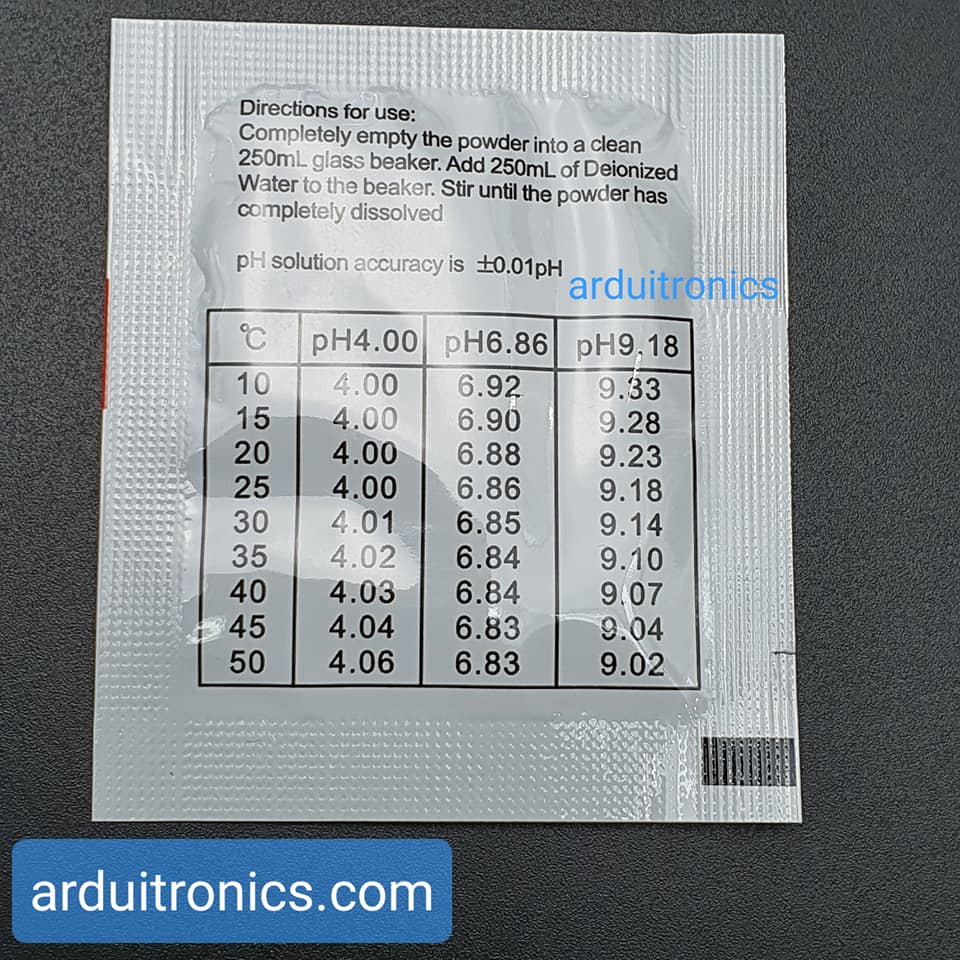 Directions for use:
Completely empty the powder into a clean
250mL glass beaker. Add 250mL of Deionized
Water to the beaker. Stir until the powder has
completely dissolved
pH solution accuracy is ±0.01pH
arduitronics
°C pH4.00 pH6.86 pH9.18
10 4.00 6.92 9.33
15 4.00 6.90 9.28
20 4.00 6.88 9.23
25 4.00 6.86 9.18
30 4.01 6.85 9.14
35 4.02 6.84 9.10
40 4.03 6.84 9.07
45 4.04 6.83 9.04
50 4.06 6.83 9.02
arduitronics.com